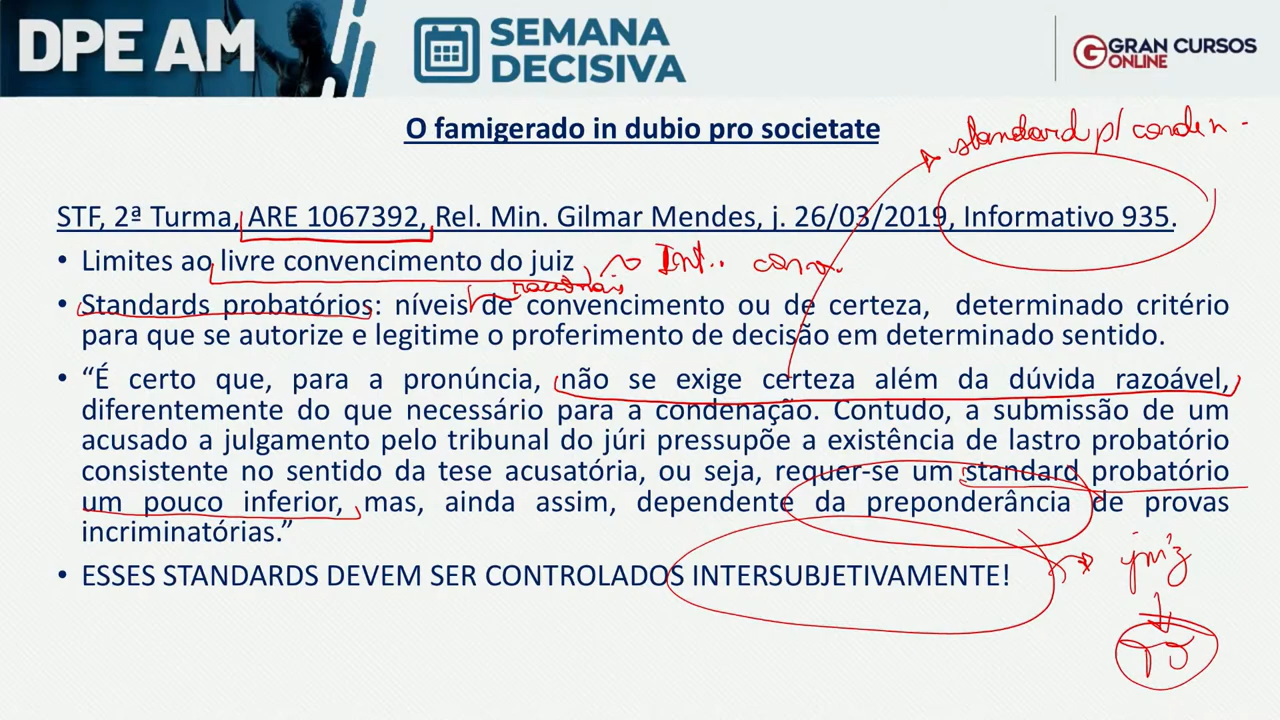 DPE AM
SEMANA
DECISIVA
GRAN CURSOS
ONLINE
O famigerado in dubio pro societate
standard p/ conden
STF, 2ª Turma, ARE 1067392, Rel. Min. Gilmar Mendes, j. 26/03/2019, Informativo 935.
• Limites ao livre convencimento do juiz
racionais
• Standards probatórios: níveis de convencimento ou de certeza, determinado critério
para que se autorize e legitime o proferimento de decisão em determinado sentido.
• “É certo que, para a pronúncia, não se exige certeza além da dúvida razoável,
diferentemente do que necessário para a condenação. Contudo, a submissão de um
acusado a julgamento pelo tribunal do júri pressupõe a existência de lastro probatório
consistente no sentido da tese acusatória, ou seja, requer-se um standard probatório
um pouco inferior, mas, ainda assim, dependente da preponderância de provas
incriminatórias.”
• ESSES STANDARDS DEVEM SER CONTROLADOS INTERSUBJETIVAMENTE!
juiz
TJ